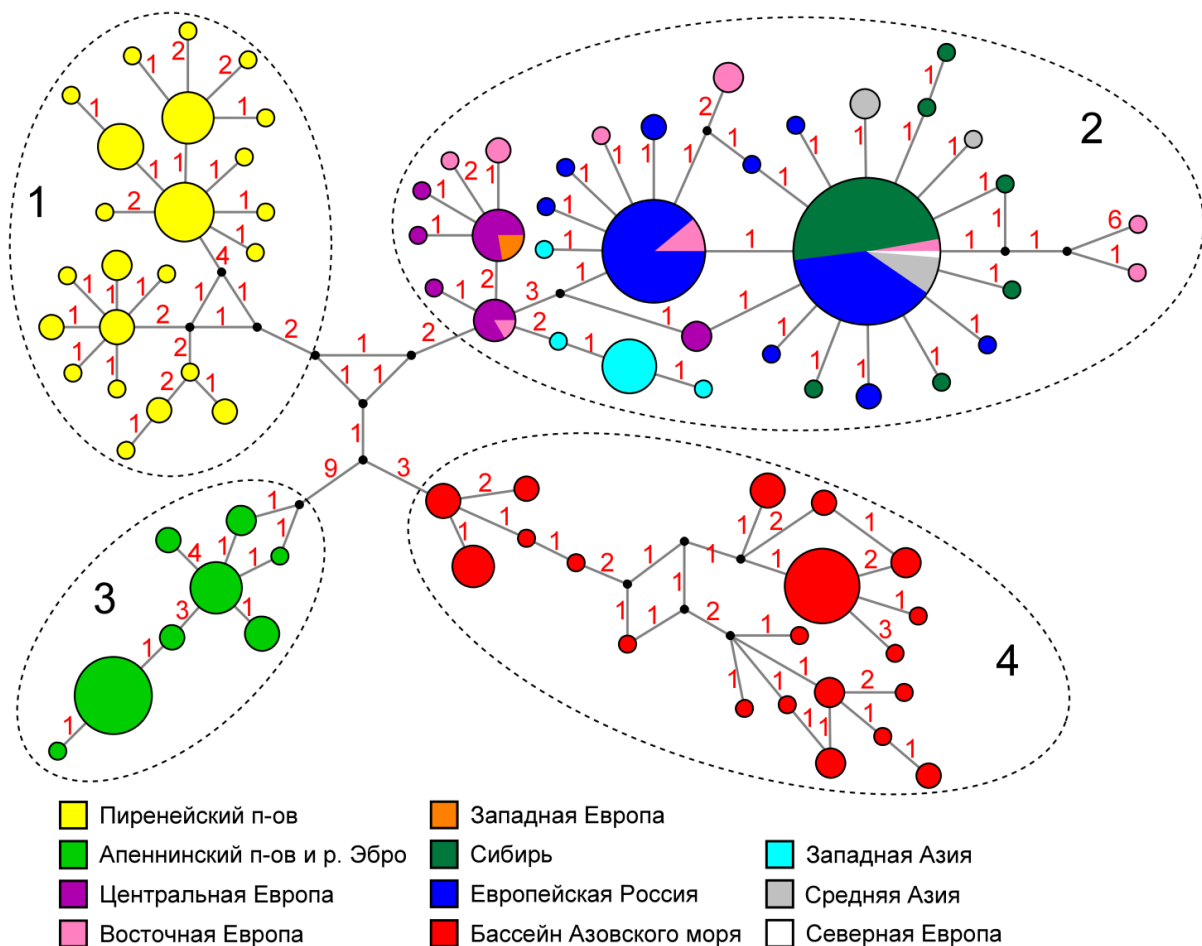 1
2
3
4
Пиренейский п-ов
Апеннинский п-ов и р. Эбро
Центральная Европа
Восточная Европа
Западная Европа
Сибирь
Европейская Россия
Бассейн Азовского моря
Западная Азия
Средняя Азия
Северная Европа